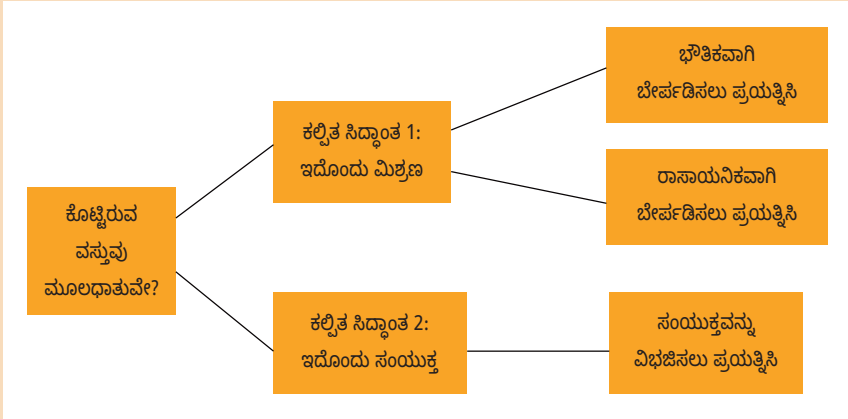 ಕೊಟ್ಟಿರುವ
ವಸ್ತುವು
ಮೂಲಧಾತುವೇ?
ಕಲ್ಪಿತ ಸಿದ್ಧಾಂತ 1:
ಇದೊಂದು ಮಿಶ್ರಣ
ಭೌತಿಕವಾಗಿ
ಬೇರ್ಪಡಿಸಲು ಪ್ರಯತ್ನಿಸಿ
ರಾಸಾಯನಿಕವಾಗಿ
ಬೇರ್ಪಡಿಸಲು ಪ್ರಯತ್ನಿಸಿ
ಕಲ್ಪಿತ ಸಿದ್ಧಾಂತ 2:
ಇದೊಂದು ಸಂಯುಕ್ತ
ಸಂಯುಕ್ತವನ್ನು
ವಿಭಜಿಸಲು ಪ್ರಯತ್ನಿಸಿ